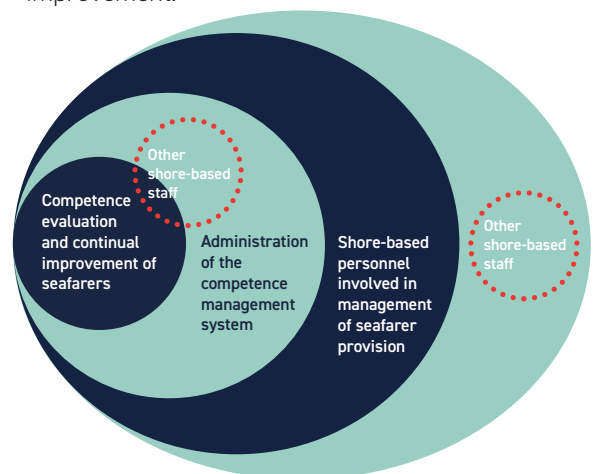 improvement.
Other
shore-based
staff
Competence
evaluation
and continual
improvement of
seafarers
Administration
of the
competence
management
system
Shore-based
personnel
involved in
management
of seafarer
provision
Other
shore-based
staff